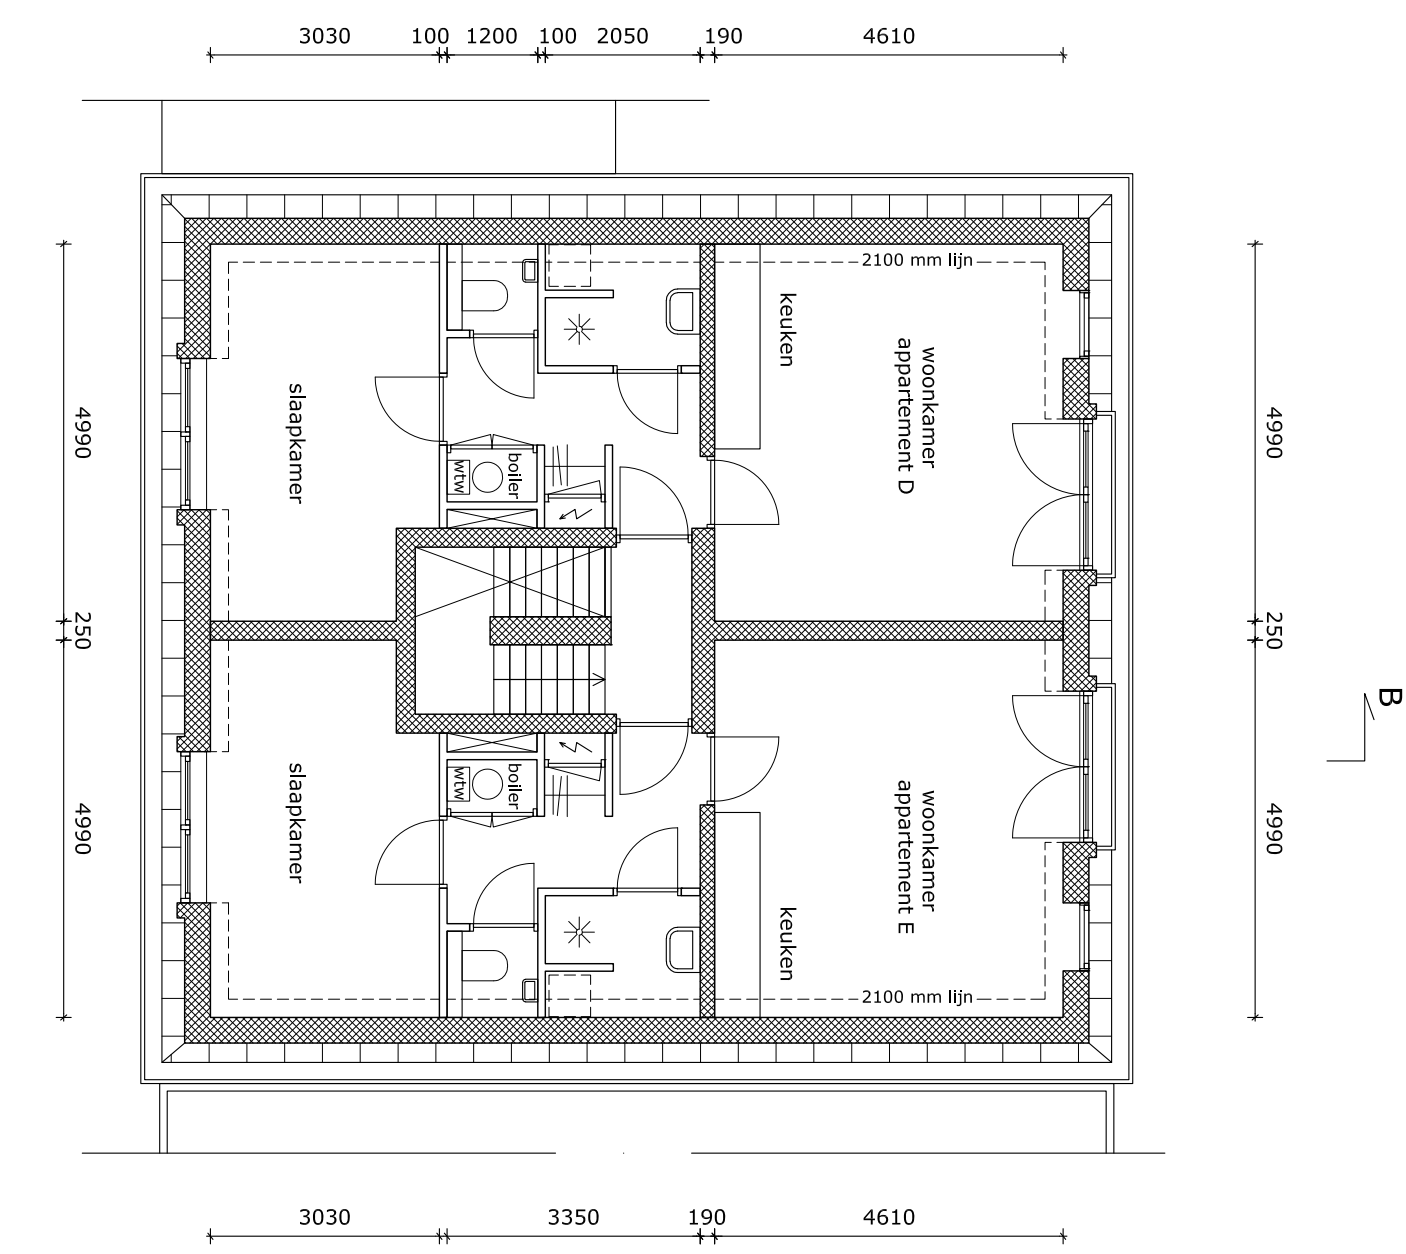 3030 100 1200 100 2050 190 4610
2100 mm lijn
keuken
woonkamer
appartement D
slaapkamer
4990
4990
boiler
wtw
250
250
B
wtw
boiler
slaapkamer
woonkamer
appartement E
4990
4990
keuken
2100 mm lijn
3030 3350 190 4610